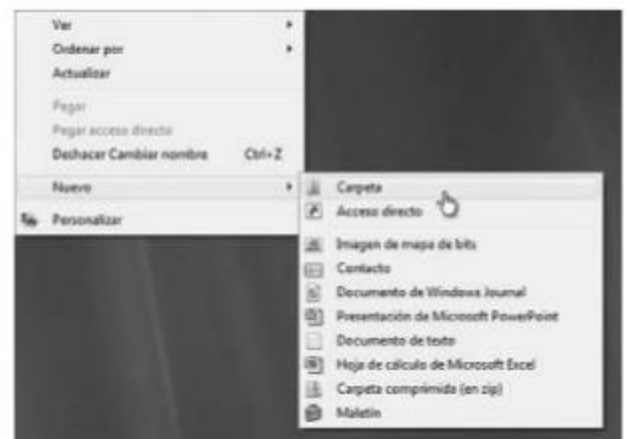 Ver
Ordenar por
Actualizar
Pegar
Pegar acceso directo
Deshacer Cambiar nombre Ctrl+Z
Nuevo
Personalizar
Carpeta
Acceso directo
Imagen de mapa de bits
Contacto
Documento de Windows Journal
Presentación de Microsoft PowerPoint
Documento de texto
Hoja de cálculo de Microsoft Excel
Carpeta comprimida (en zip)
Maletín